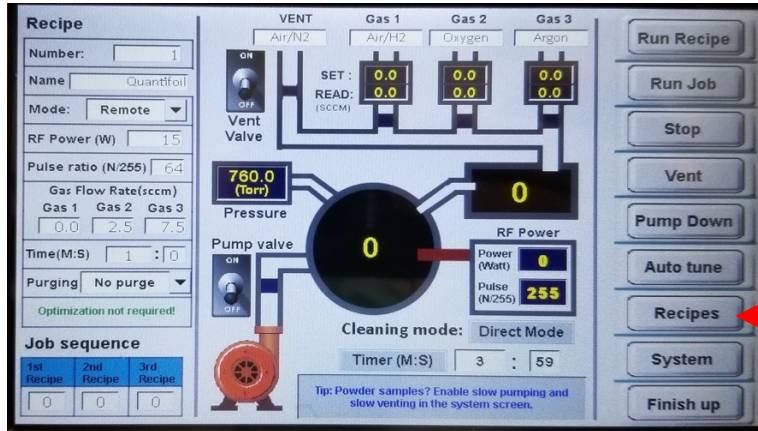 Recipe
Number: 1
Name Quantifoil
Mode: Remote
RF Power (W) 15
Pulse ratio (N/255) 64
Gas Flow Rate(sccm)
Gas 1 Gas 2 Gas 3
0.0 2.5 7.5
Time(M:S) 1 : 0
Purging No purge
Optimization not required!
Job sequence
1st Recipe 2nd Recipe 3rd Recipe
0 0 0
VENT Gas 1 Gas 2 Gas 3
Air/N2 Air/H2 Oxygen Argon
ON
OFF
Vent
Valve
SET : 0.0 0.0 0.0
READ: 0.0 0.0 0.0
(SCCM)
760.0
(Torr)
Pressure
0
0
Pump valve
ON
OFF
RF Power
Power
(Watt) 0
Pulse
(N/255) 255
Cleaning mode: Direct Mode
Timer (M:S) 3 : 59
Tip: Powder samples? Enable slow pumping and
slow venting in the system screen.
Run Recipe
Run Job
Stop
Vent
Pump Down
Auto tune
Recipes
System
Finish up